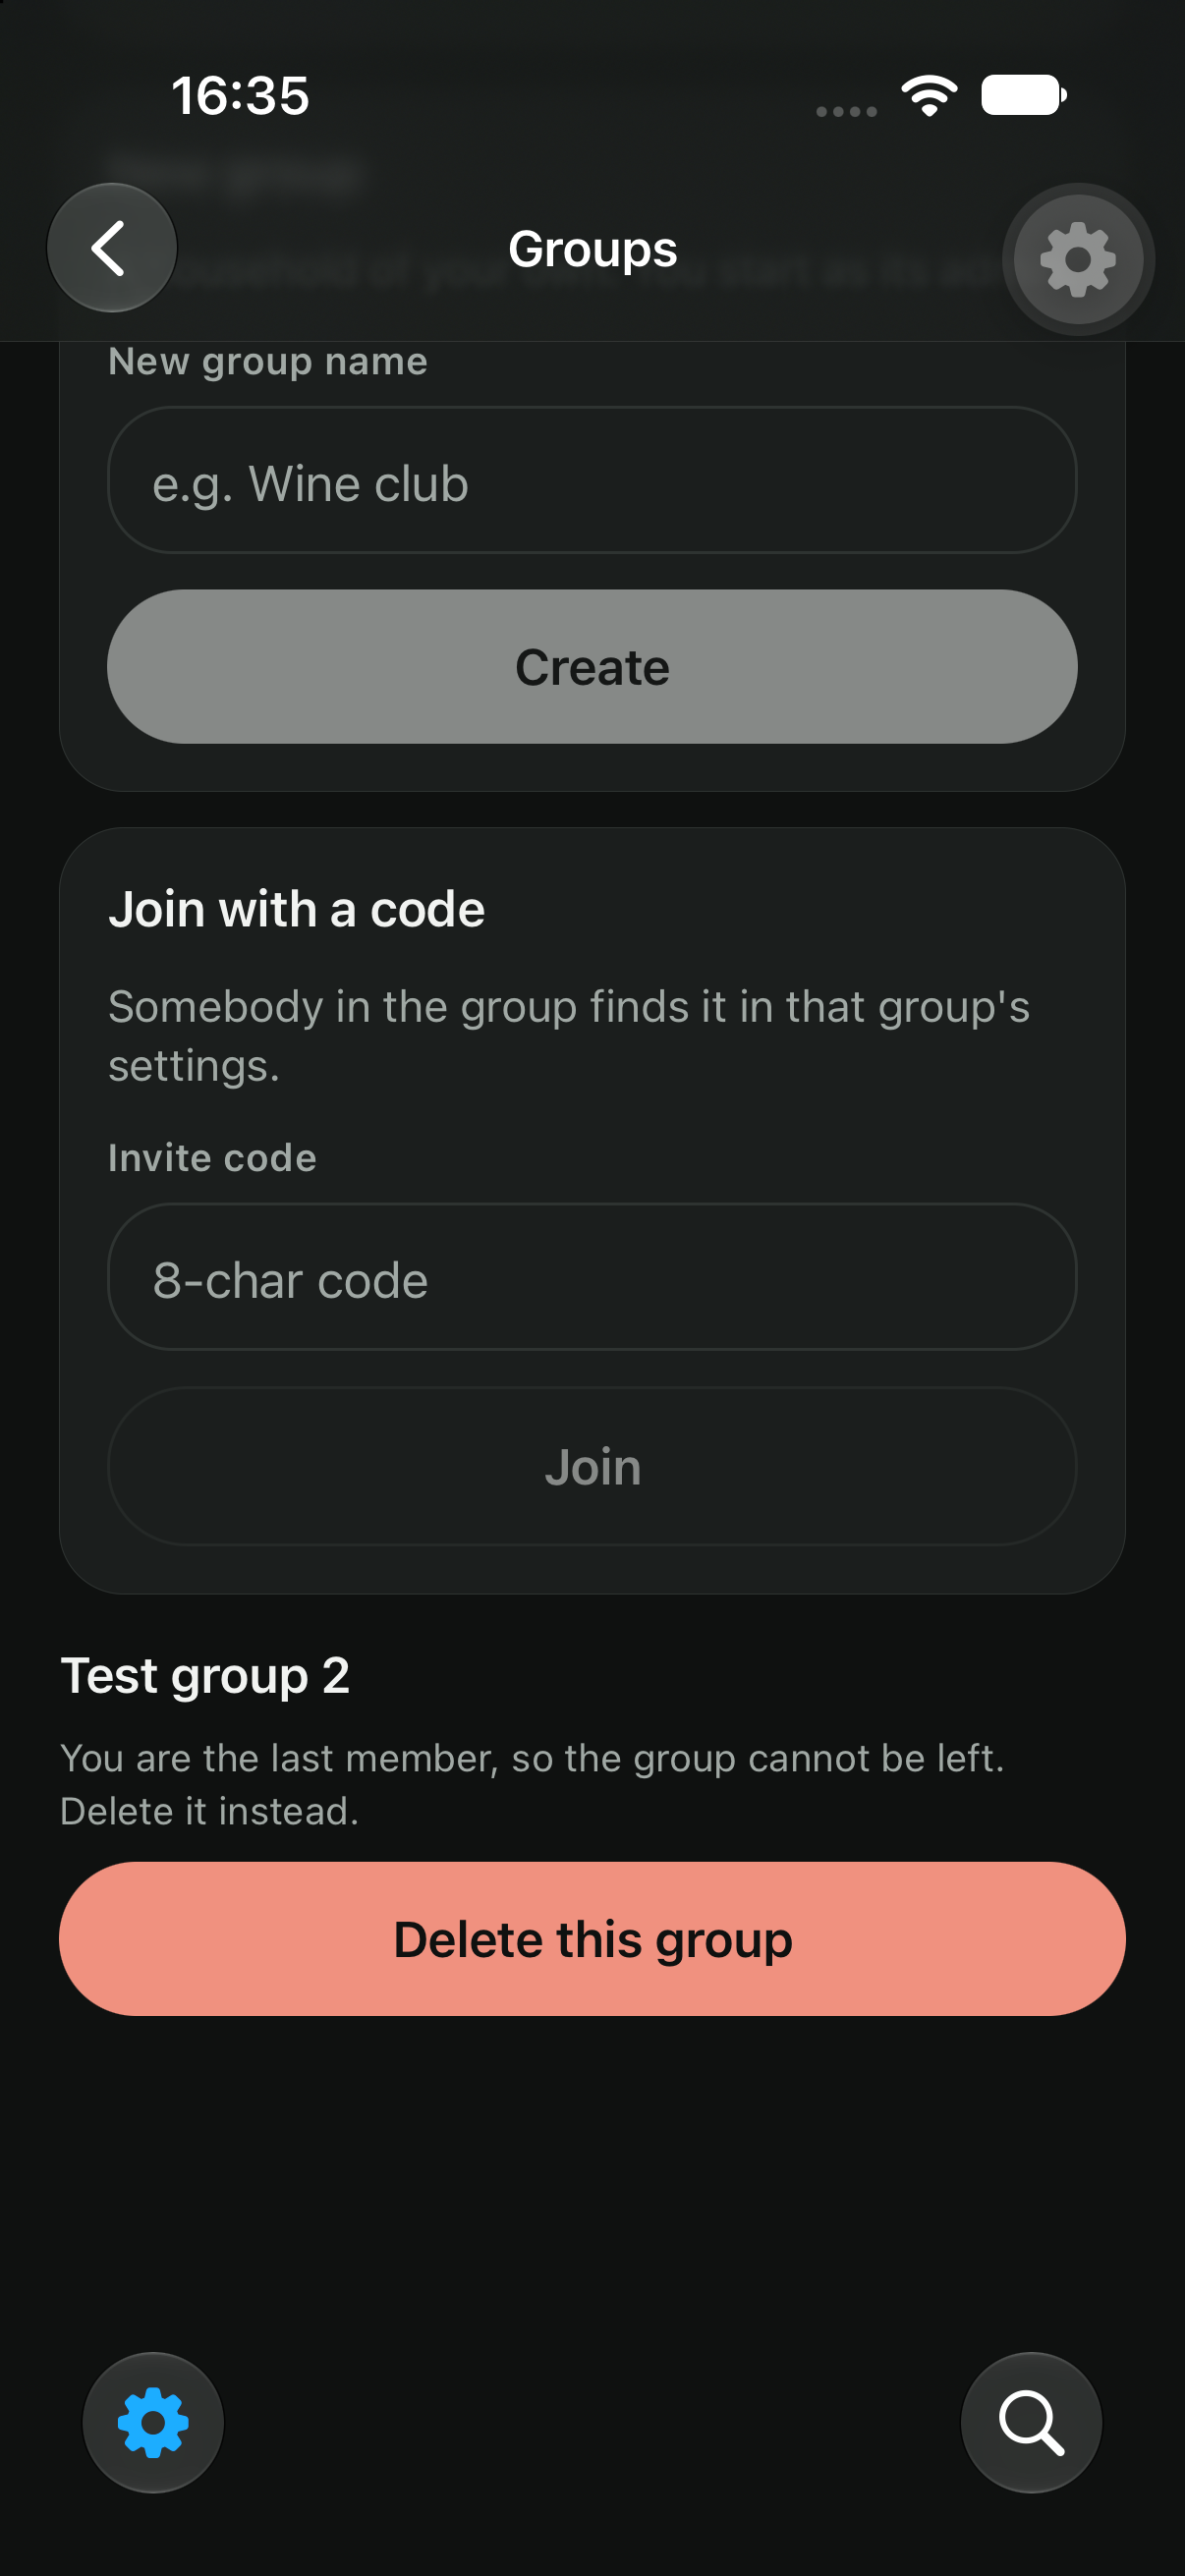 16:35
Groups
New group name
e.g. Wine club
Create
Join with a code
Somebody in the group finds it in that group's
settings.
Invite code
8-char code
Join
Test group 2
You are the last member, so the group cannot be left.
Delete it instead.
Delete this group